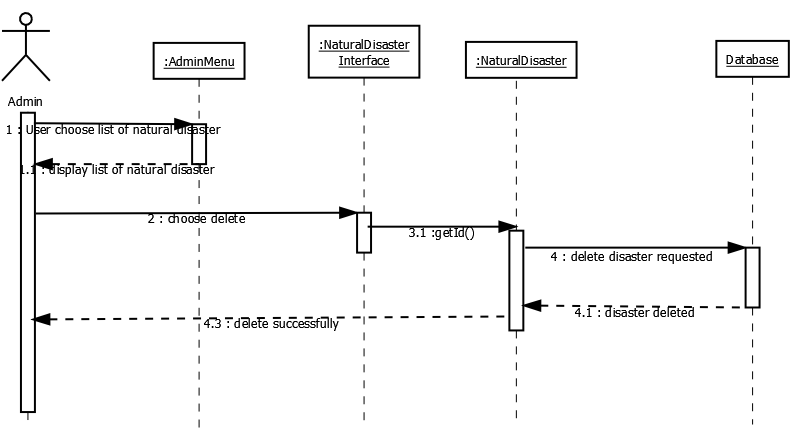 :NaturalDisaster
Interface
:AdminMenu
:NaturalDisaster
Database
Admin
1 : User choose list of natural disaster
1.1 : display list of natural disaster
2 : choose delete
3.1 :getId()
4 : delete disaster requested
4.1 : disaster deleted
4.3 : delete successfully